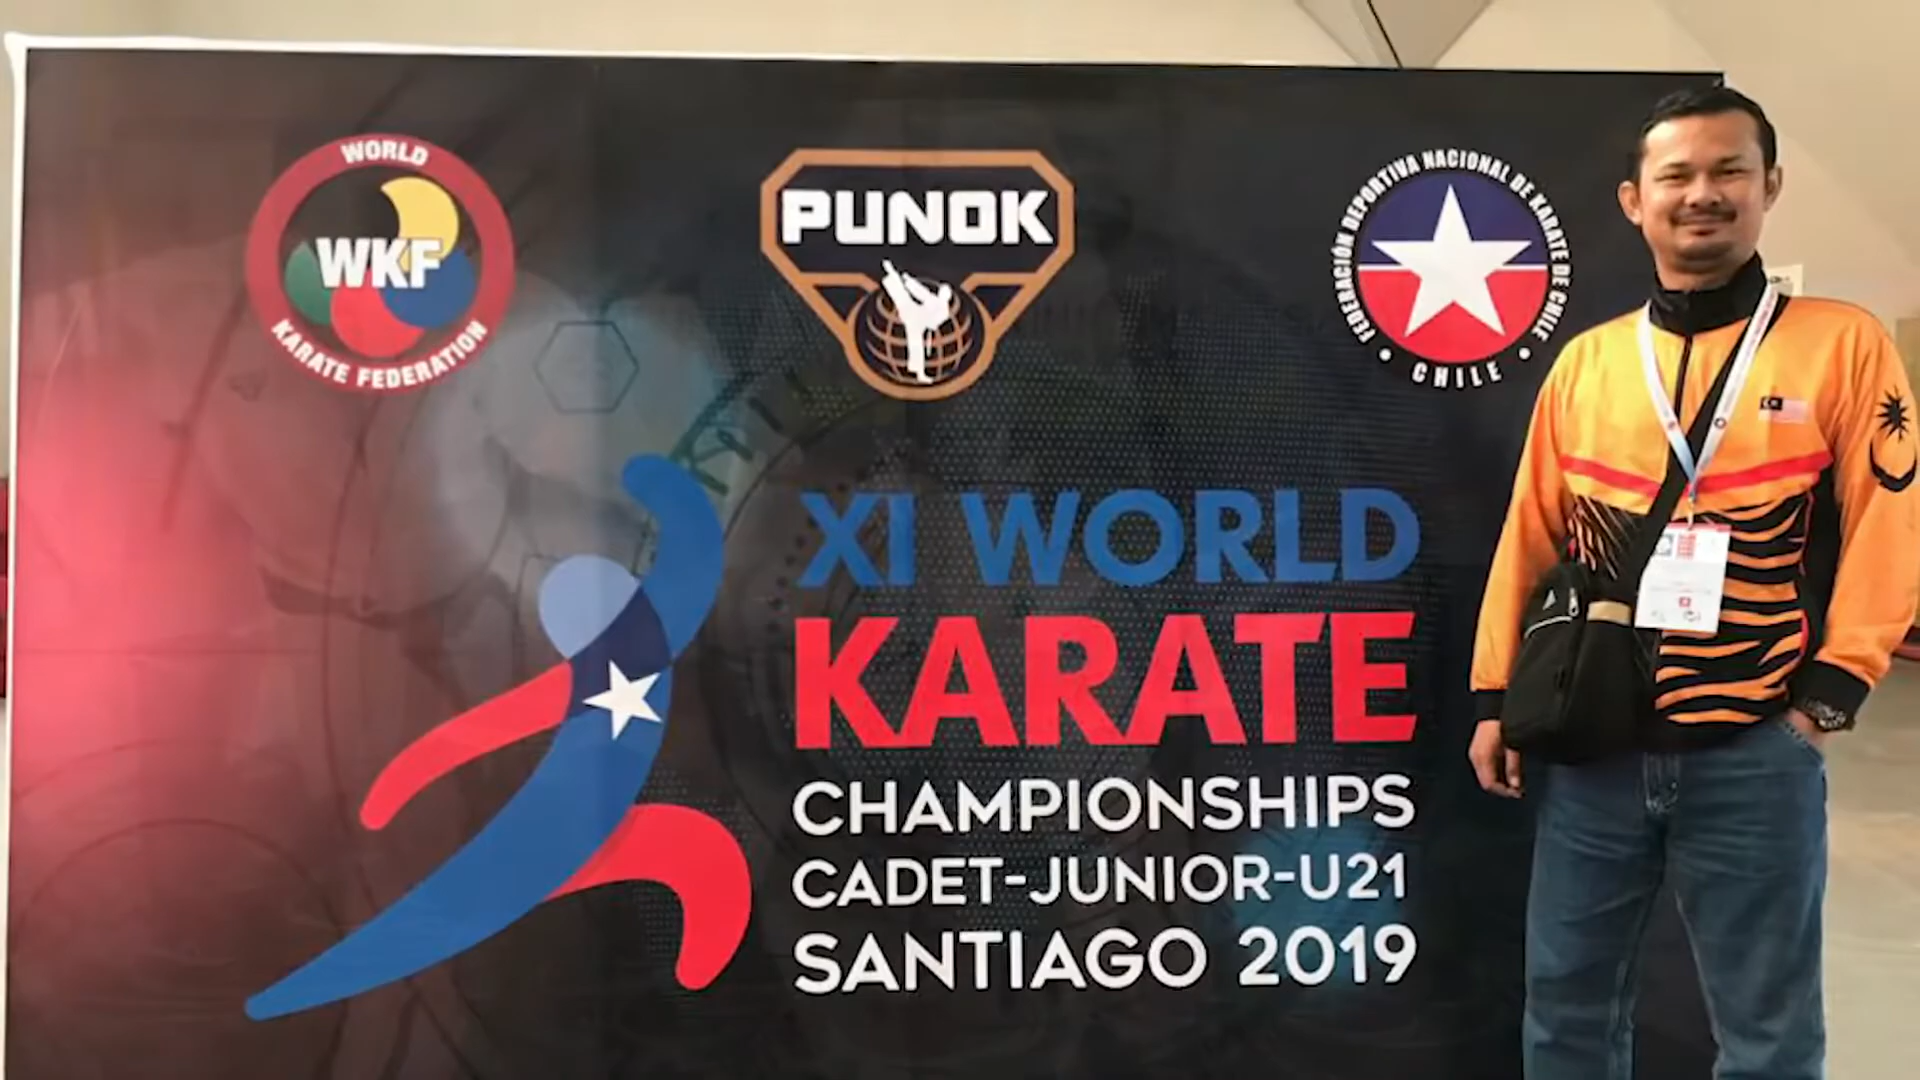 WORLD
WKF
KARATE FEDERATION
PUNOK
FEDERACIÓN DEPORTIVA NACIONAL DE KARATE DE CHILE
• CHILE •
XI WORLD
KARATE
CHAMPIONSHIPS
CADET-JUNIOR-U21
SANTIAGO 2019